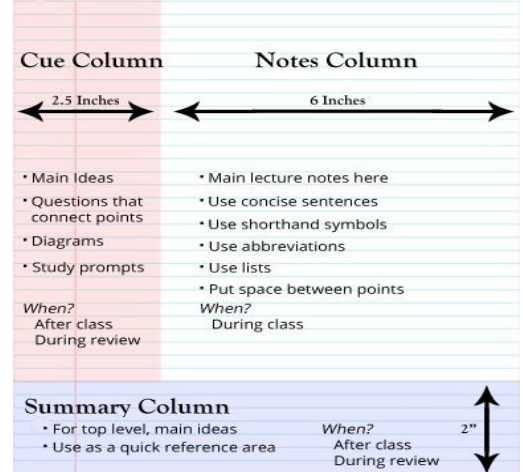 Cue Column
2.5 Inches
• Main Ideas
• Questions that
connect points
• Diagrams
• Study prompts
When?
After class
During review
Notes Column
6 Inches
• Main lecture notes here
• Use concise sentences
• Use shorthand symbols
• Use abbreviations
• Use lists
• Put space between points
When?
During class
Summary Column
• For top level, main ideas
• Use as a quick reference area
When?
After class
During review
2”